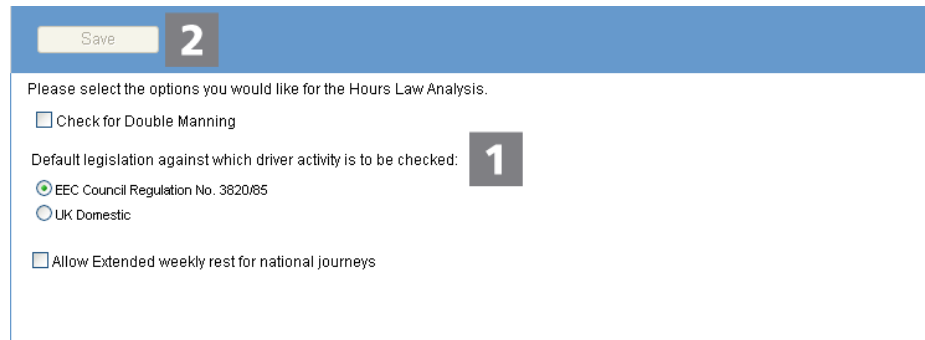 Save 2
Please select the options you would like for the Hours Law Analysis.
Check for Double Manning
Default legislation against which driver activity is to be checked: 1
EEC Council Regulation No. 3820/85
UK Domestic
Allow Extended weekly rest for national journeys